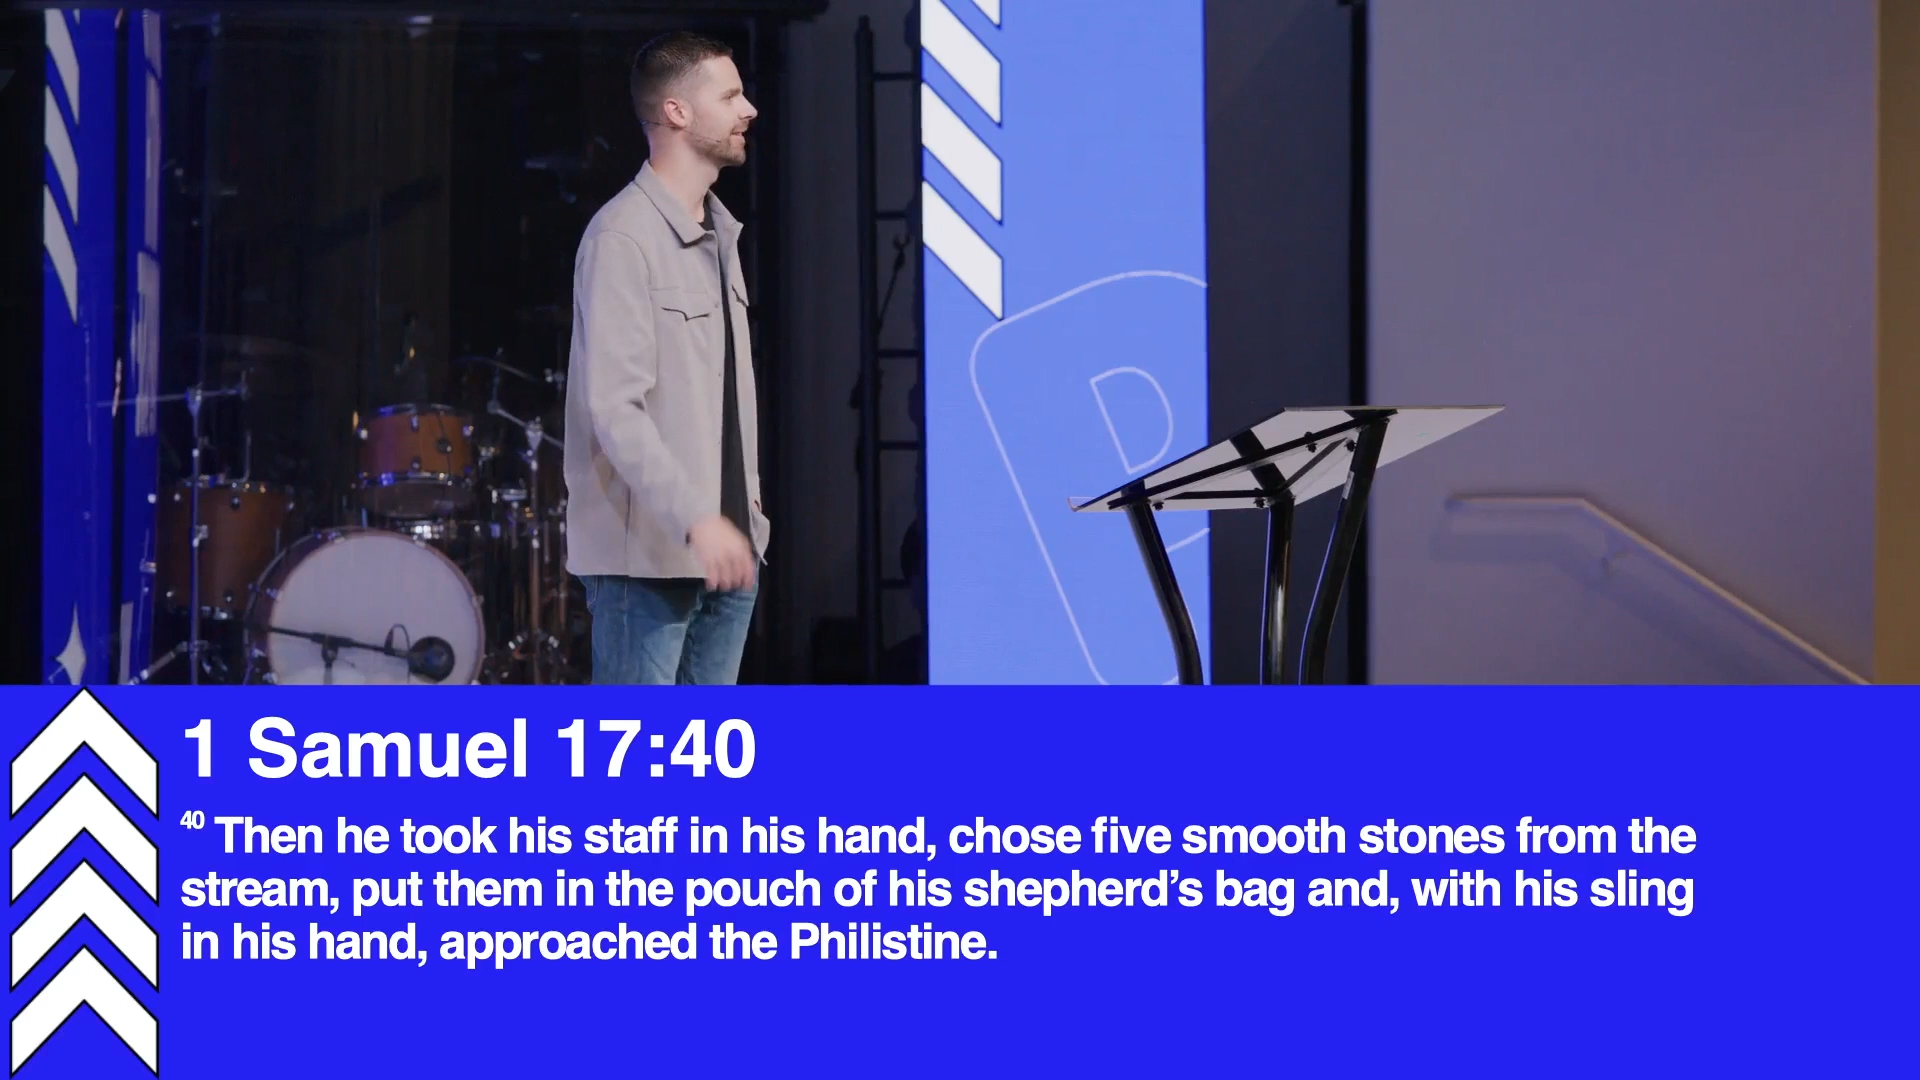 D
1 Samuel 17:40
40 Then he took his staff in his hand, chose five smooth stones from the
stream, put them in the pouch of his shepherd’s bag and, with his sling
in his hand, approached the Philistine.